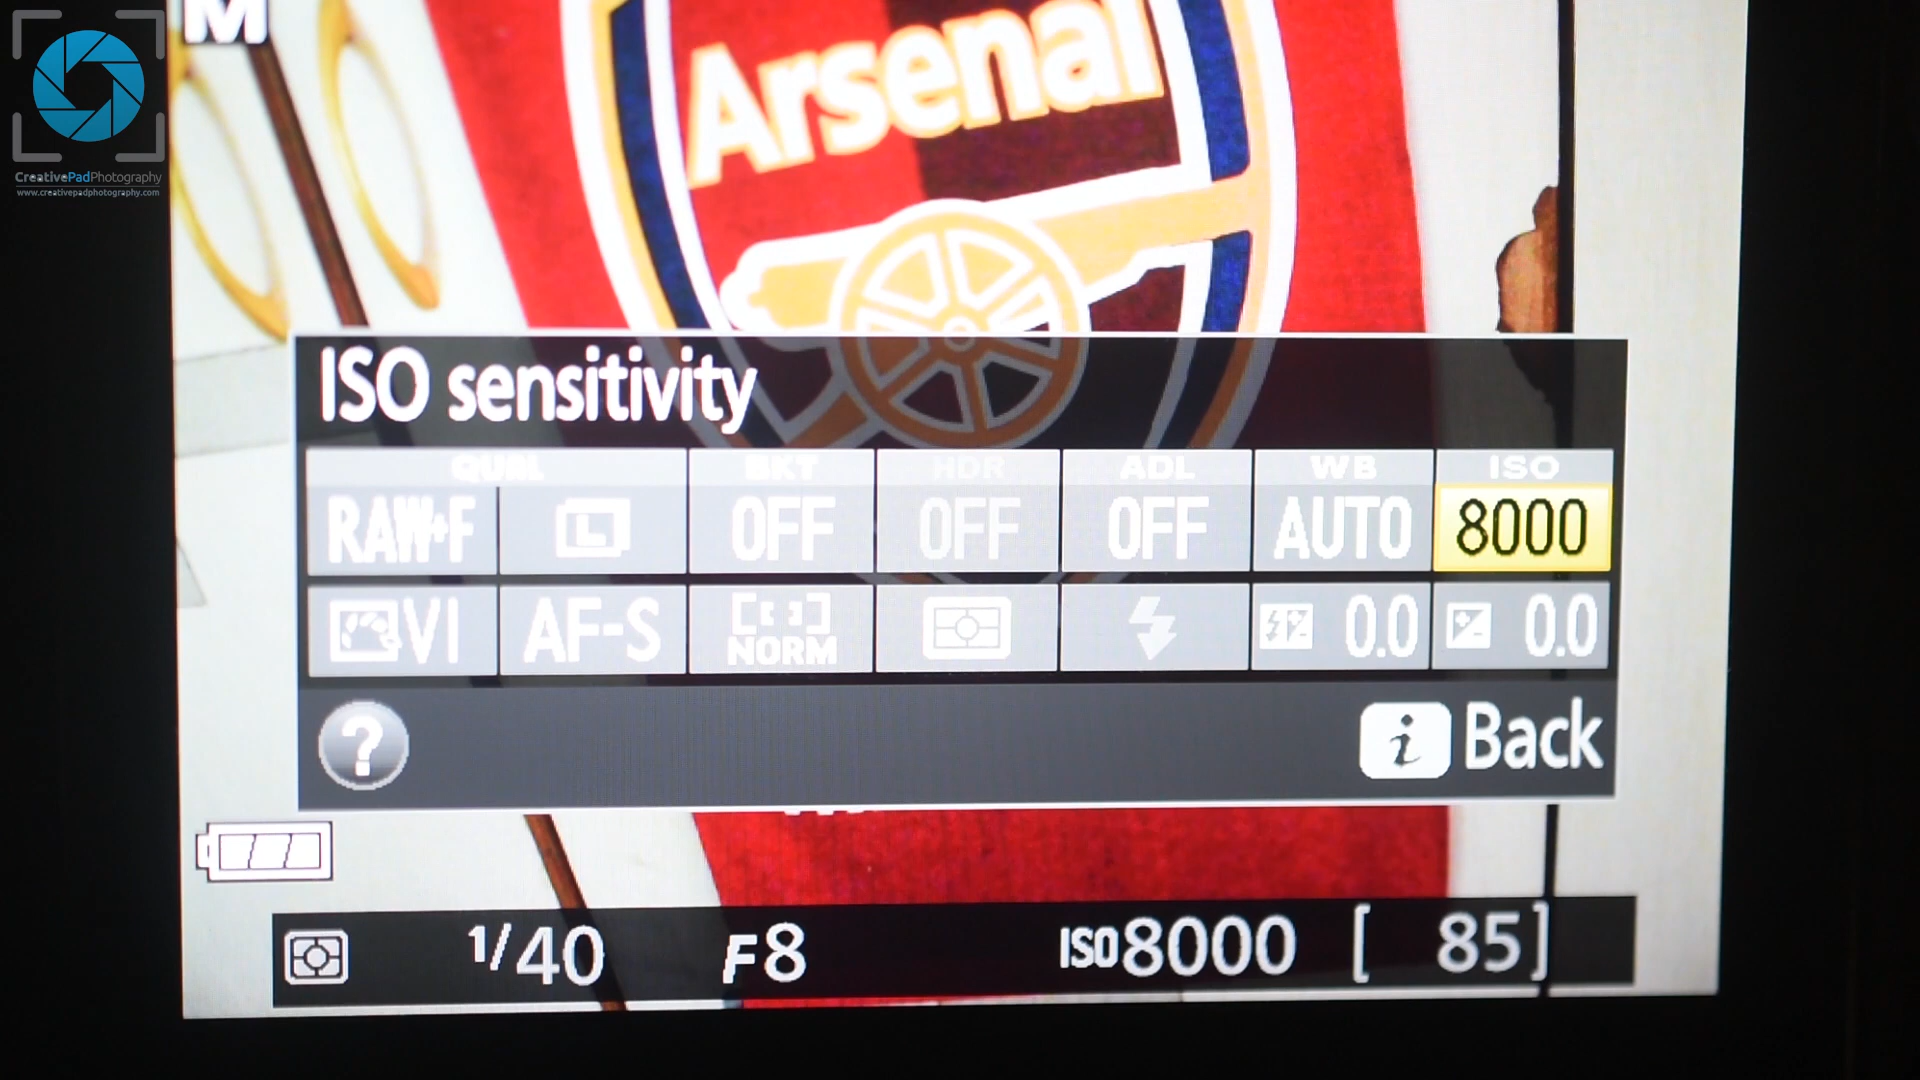 M
CreativePadPhotography
www.creativepadphotography.com
Arsenal
ISO sensitivity
QUAL BKT HDR ADL WB ISO
RAW+F L OFF OFF OFF AUTO 8000
VI AF-S NORM 0.0 0.0
? i Back
1/40 F8 ISO8000 [ 85]